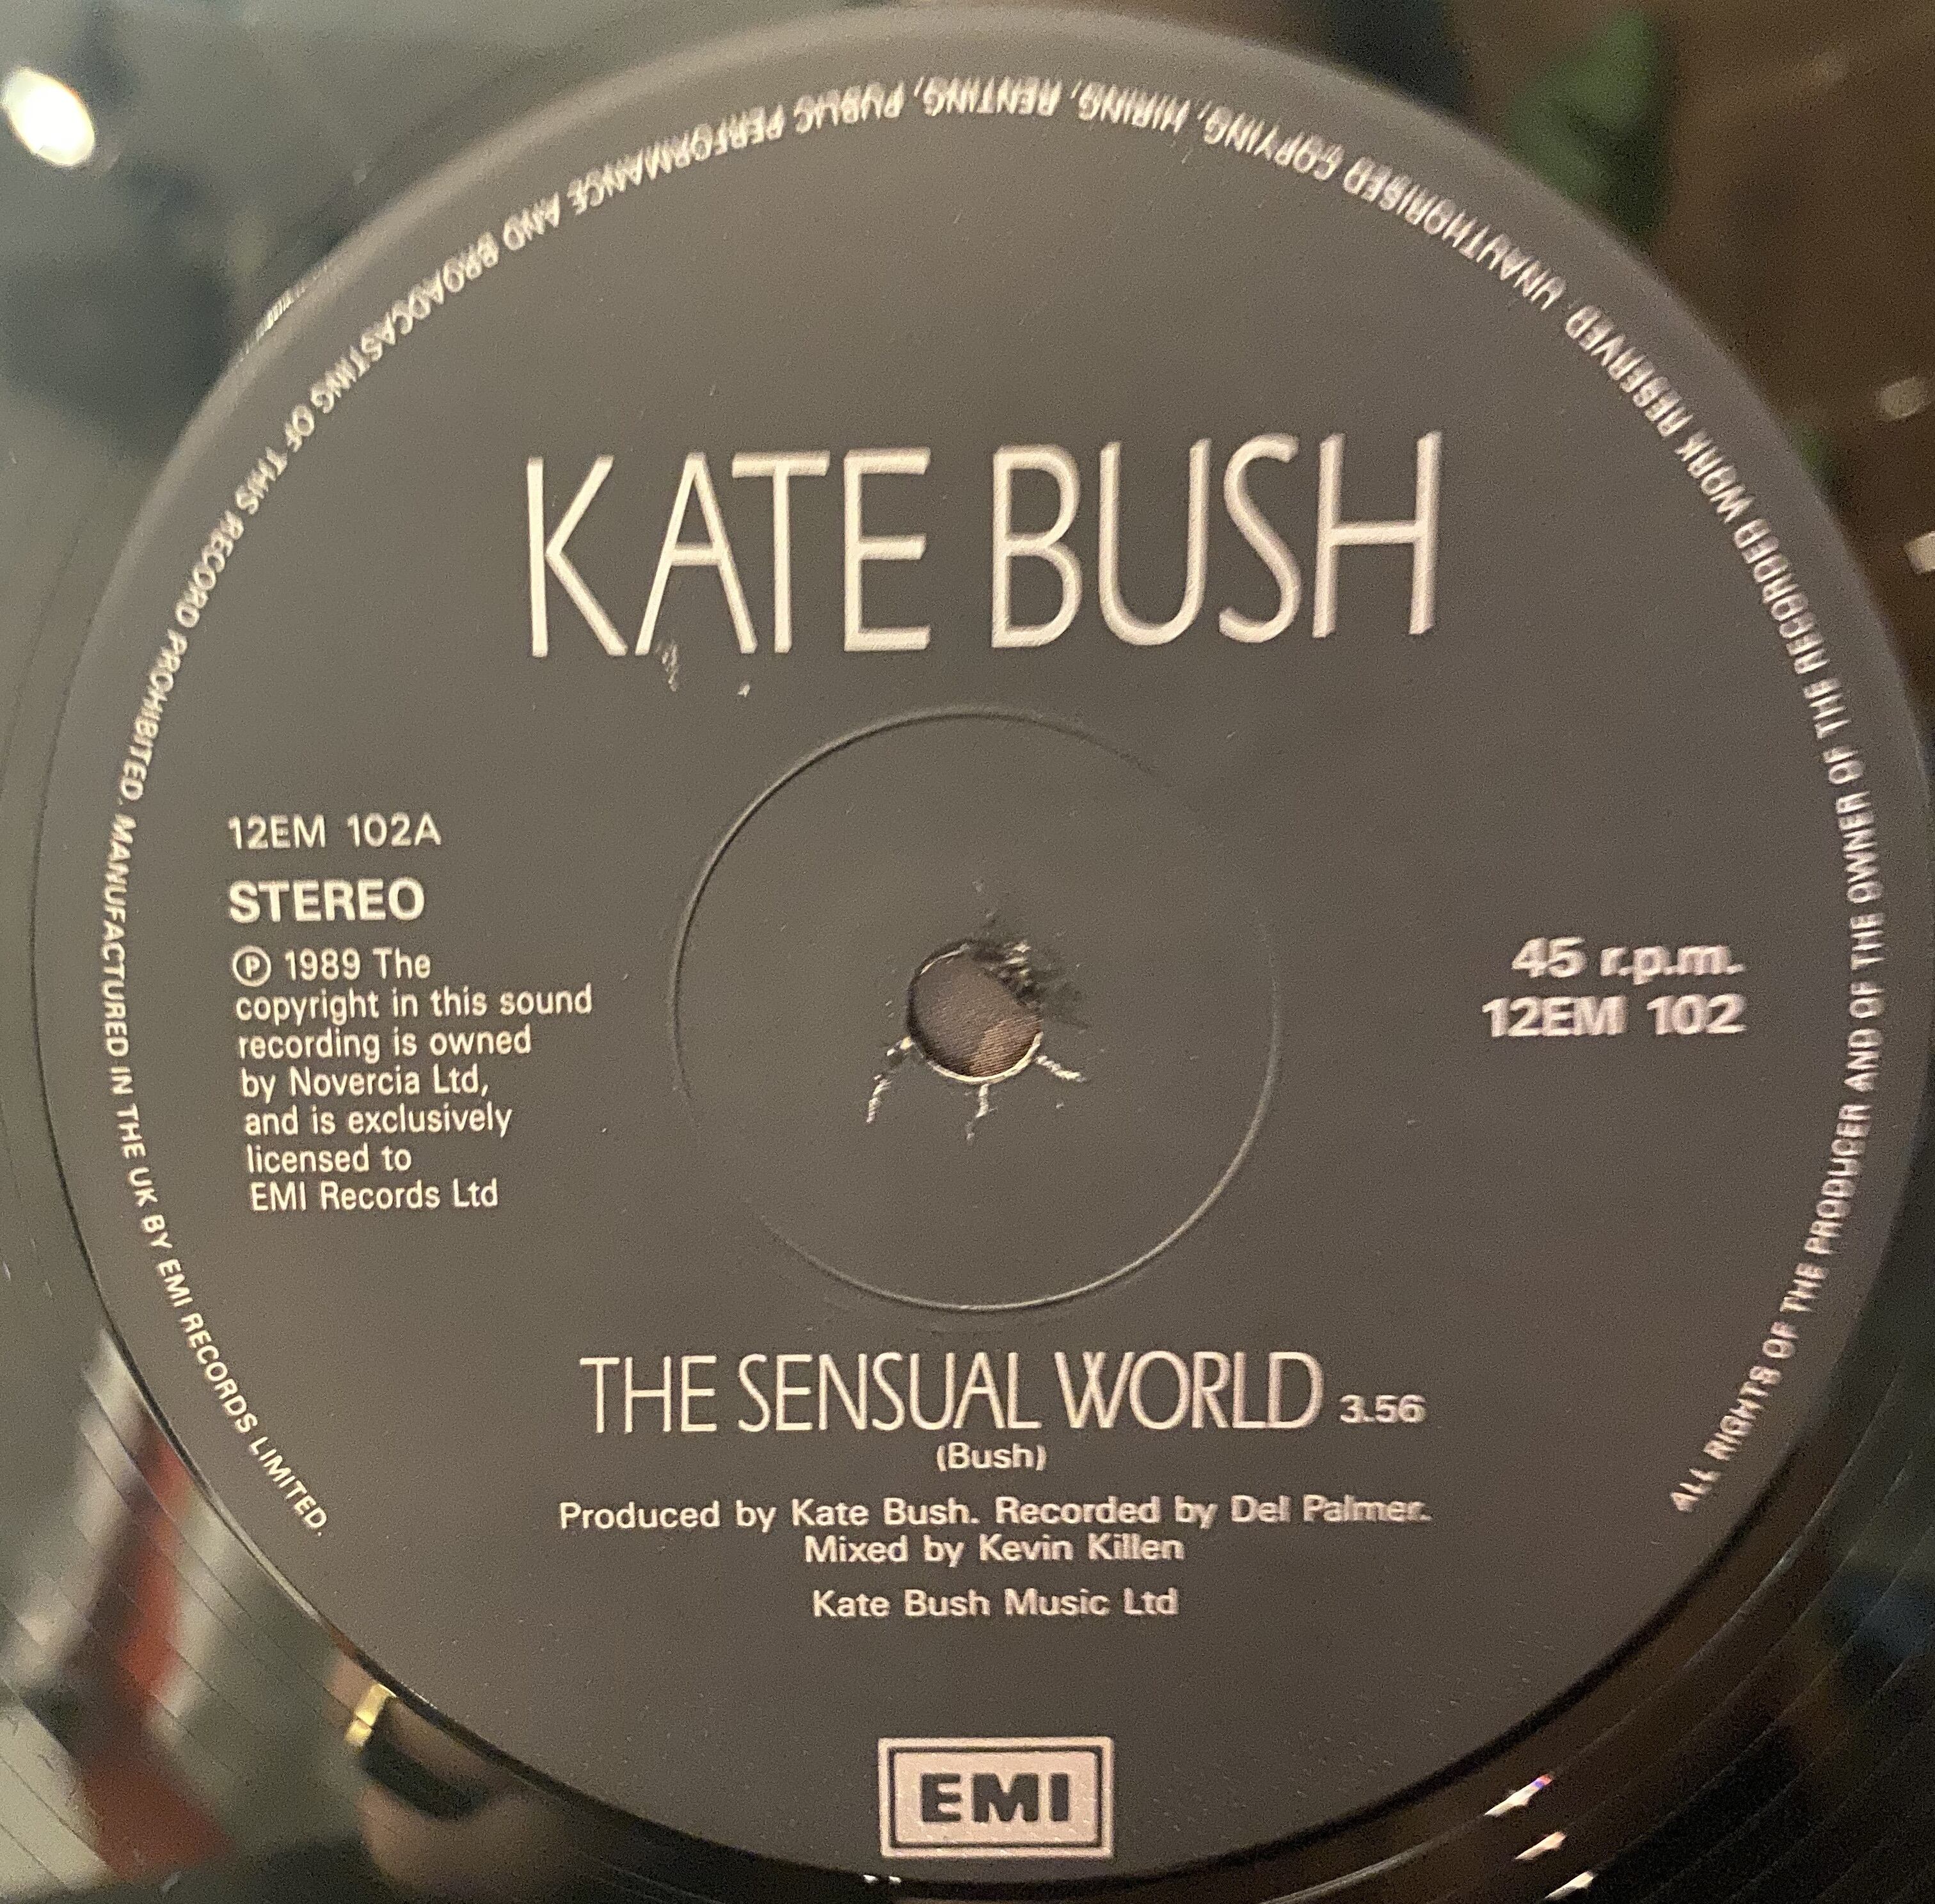 KATE BUSH
12EM 102A
STEREO
℗ 1989 The
copyright in this sound
recording is owned
by Novercia Ltd,
and is exclusively
licensed to
EMI Records Ltd
45 r.p.m.
12EM 102
THE SENSUAL WORLD 3.56
(Bush)
Produced by Kate Bush. Recorded by Del Palmer.
Mixed by Kevin Killen
Kate Bush Music Ltd
EMI
ALL RIGHTS OF THE PRODUCER AND OF THE OWNER OF THE RECORDED WORK RESERVED. UNAUTHORISED COPYING, HIRING, RENTING, PUBLIC PERFORMANCE AND BROADCASTING OF THIS RECORD PROHIBITED. MANUFACTURED IN THE UK BY EMI RECORDS LIMITED.